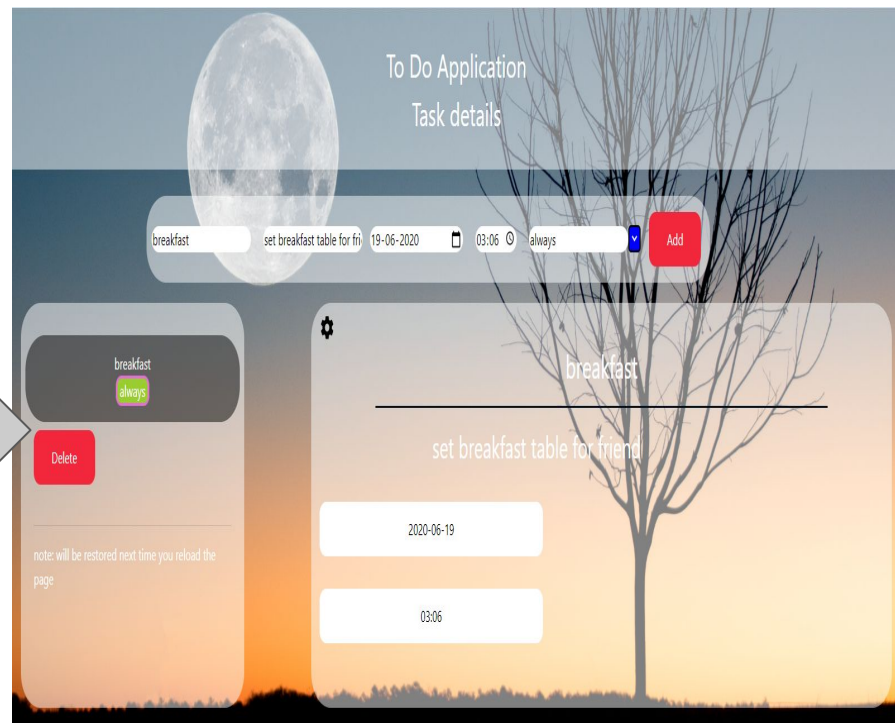 To Do Application
Task details
breakfast set breakfast table for fri 19-06-2020 03:06 always Add
breakfast
always
Delete
note: will be restored next time you reload the
page
breakfast
set breakfast table for friend
2020-06-19
03:06